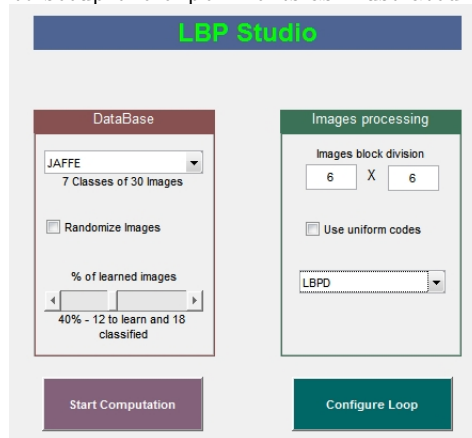 LBP Studio
DataBase
JAFFE
7 Classes of 30 Images
Randomize Images
% of learned images
40% - 12 to learn and 18
classified
Start Computation
Images processing
Images block division
6 X 6
Use uniform codes
LBPD
Configure Loop